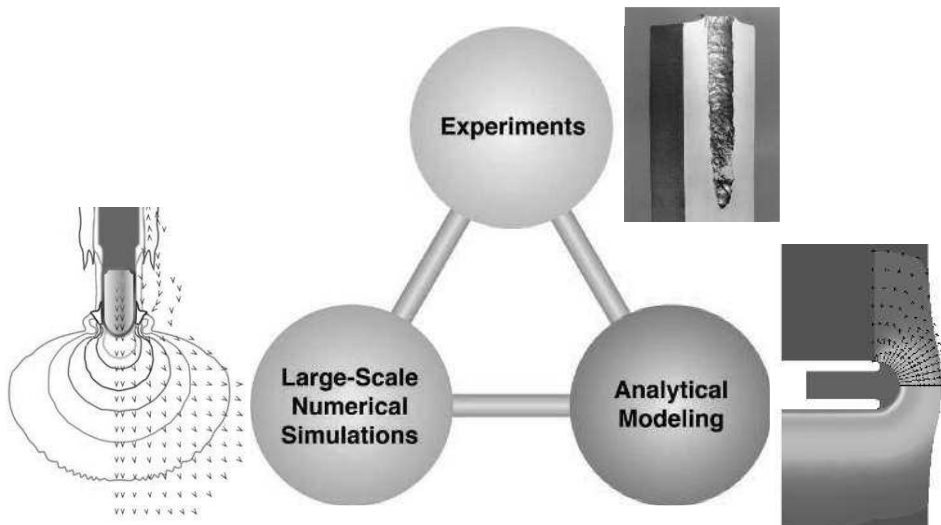 Experiments
Large-Scale
Numerical
Simulations
Analytical
Modeling